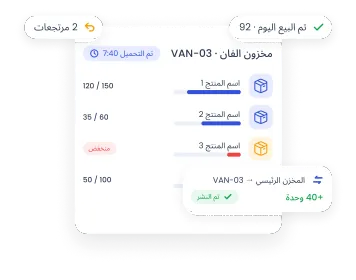 تم البيع اليوم · 92
2 مرتجعات
مخزون الفان · VAN-03
تم التحميل 7:40
اسم المنتج 1
120 / 150
اسم المنتج 2
35 / 60
اسم المنتج 3
منخفض
50 / 100
المخزن الرئيسي → VAN-03
+40 وحدة
تم النشر